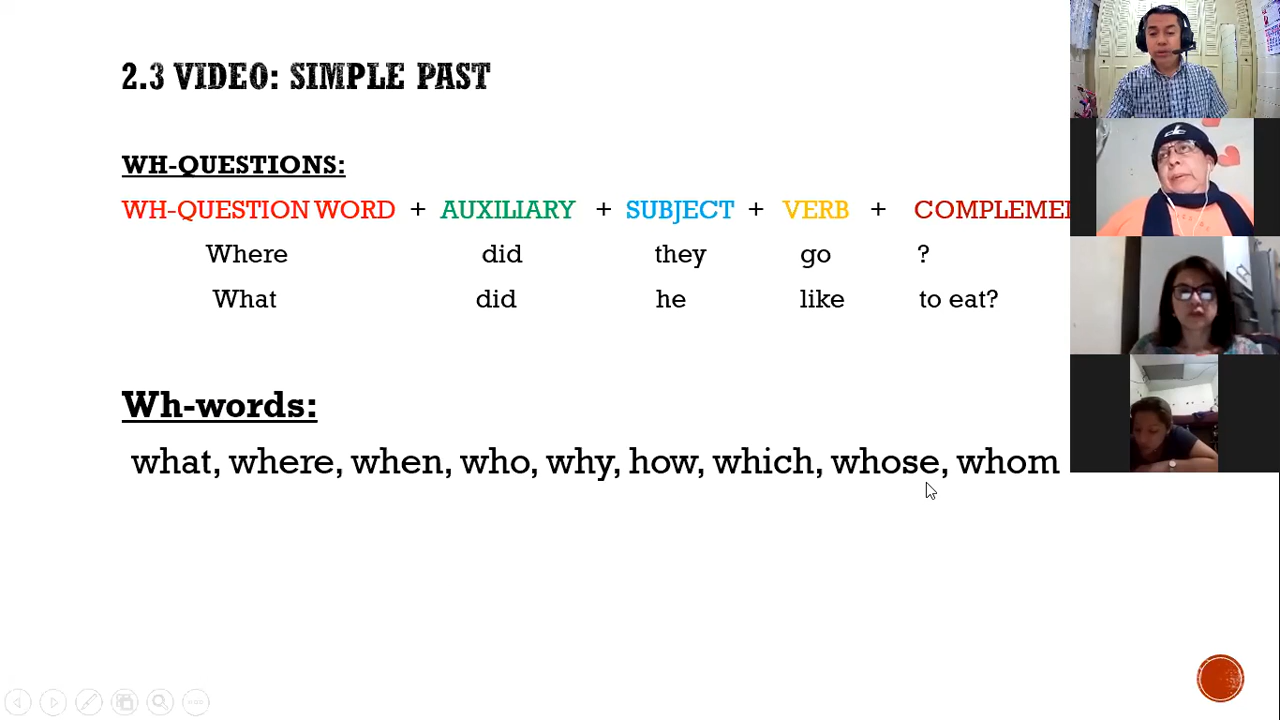 2.3 VIDEO: SIMPLE PAST
WH-QUESTIONS:
WH-QUESTION WORD + AUXILIARY + SUBJECT + VERB +
Where did they go ?
What did he like to eat?
Wh-words:
what, where, when, who, why, how, which, whose, whom